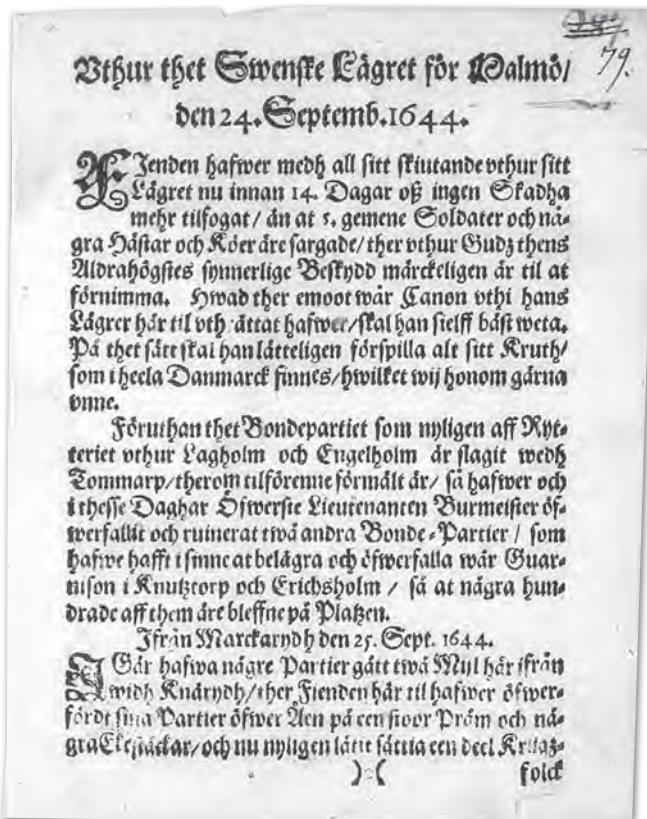 79.
Vthur thet Swenske Lägret för Malmö/
den 24. Septemb. 1644.
FJenden hafwer medh all sitt skiutande vthur sitt
Lägret nu innan 14. Dagar oß ingen Skadha
mehr tilfogat/ än at 5. gemene Soldater och nå-
gra Hästar och Köer äre sargade/ ther vthur Gudz thens
Aldrahögstes synnerlige Beskydd märckeligen är til at
förnimma. Hwad ther emoot wår Canon vthi hans
Lägrer här til vth rättat hafwer/ skal han sielff bäst weta.
På thet sätt skal han lätteligen förspilla alt sitt Kruth/
som i heela Danmarck finnes/ hwilket wij honom gärna
vnne.
Föruthan thet Bondepartiet som nyligen aff Ryt-
teriet vthur Lagholm och Engelholm är slagit wedh
Tommarp/ therom tilförenne förmält är/ så hafwer och
i thesse Daghar Öfwerste Lieutenanten Burmeister öf-
werfallit och ruinerat twå andra Bonde-Partier/ som
hafwe hafft i sinne at belägra och öfwerfalla wår Guar-
nison i Knutztorp och Erichsholm / så at några hun-
drade aff them äre bleffne på Platzen.
Ifrån Marckarydh den 25. Sept. 1644.
IGår hafwa någre Partier gått twå Myl här ifrån
widh Knärydh/ ther Fienden här til hafwer öfwer-
fördt sina Partier öfwer Åen på een stoor Pråm och nå-
gra Ekestäckar/ och nu nyligen lätit sättia een deel Krijgz-
folck